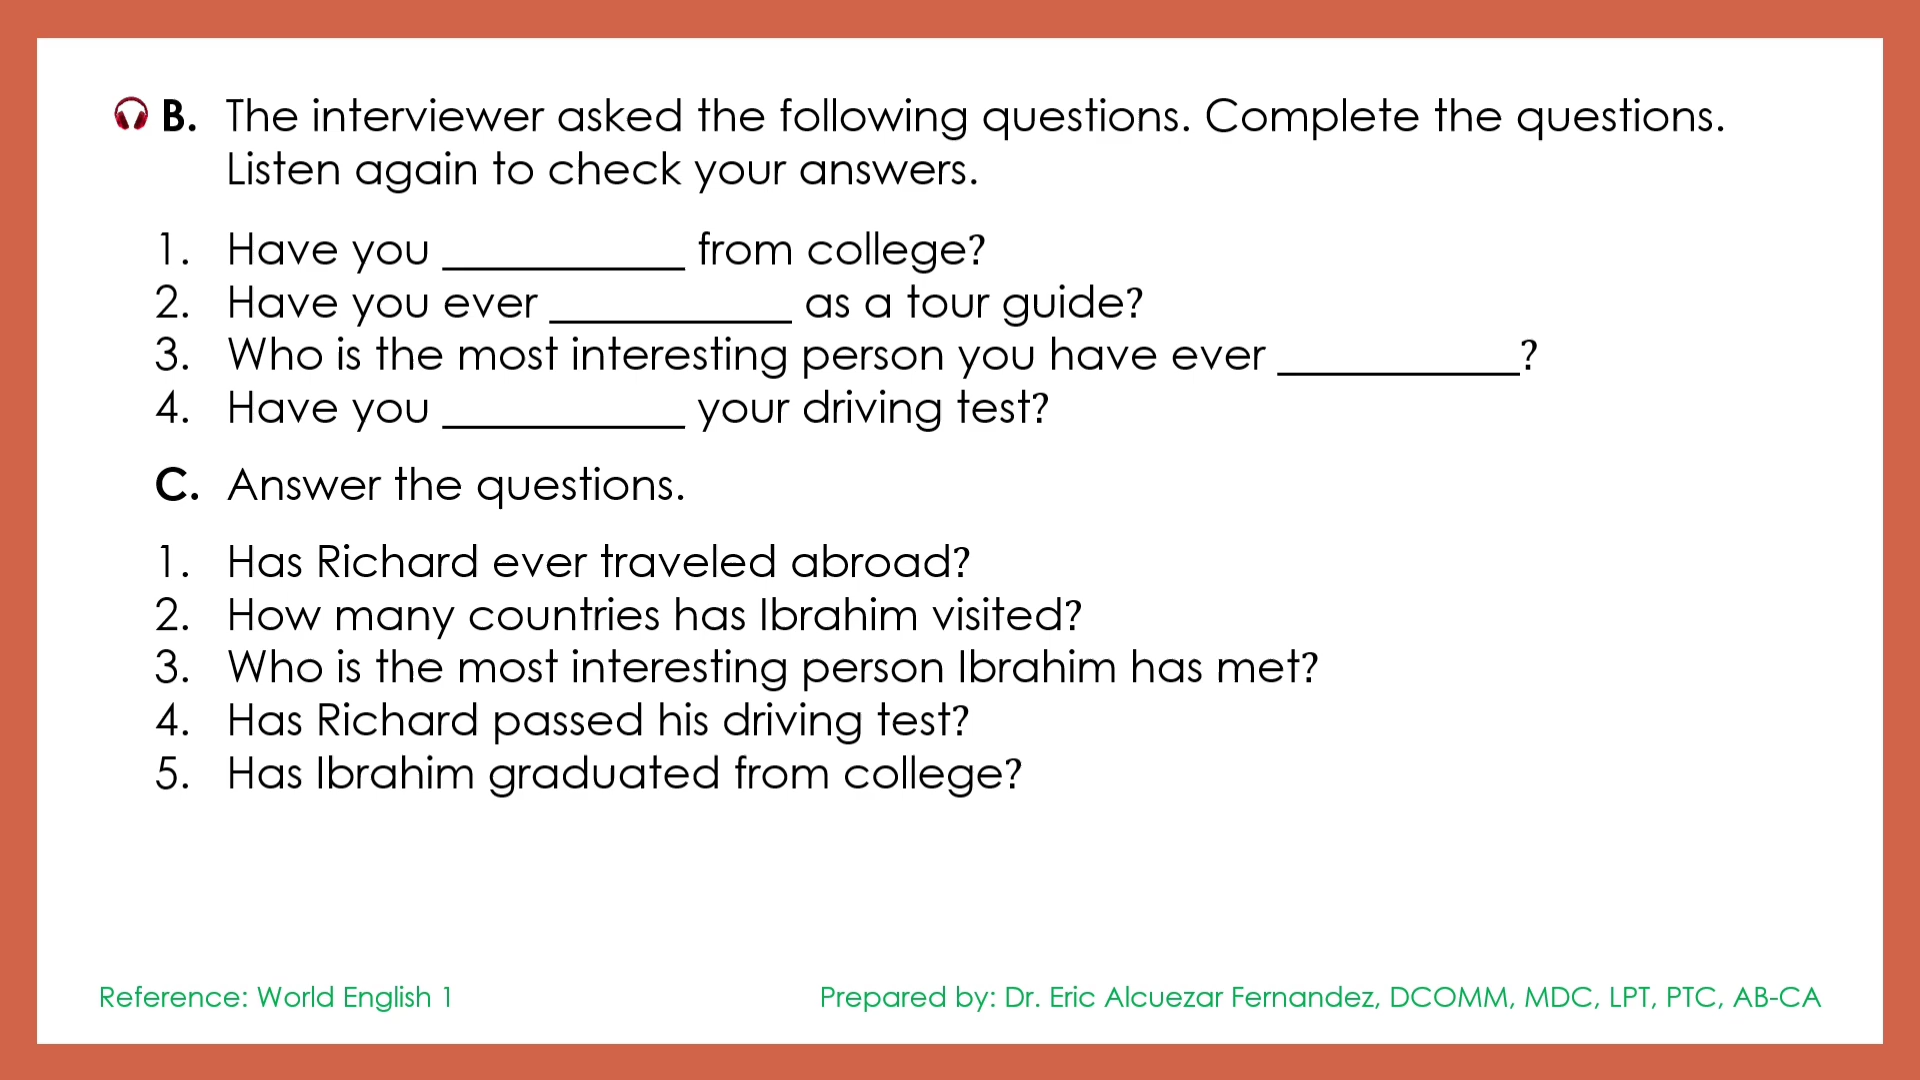 B. The interviewer asked the following questions. Complete the questions.
Listen again to check your answers.
1. Have you __________ from college?
2. Have you ever __________ as a tour guide?
3. Who is the most interesting person you have ever __________?
4. Have you __________ your driving test?
C. Answer the questions.
1. Has Richard ever traveled abroad?
2. How many countries has Ibrahim visited?
3. Who is the most interesting person Ibrahim has met?
4. Has Richard passed his driving test?
5. Has Ibrahim graduated from college?
Reference: World English 1
Prepared by: Dr. Eric Alcuezar Fernandez, DCOMM, MDC, LPT, PTC, AB-CA